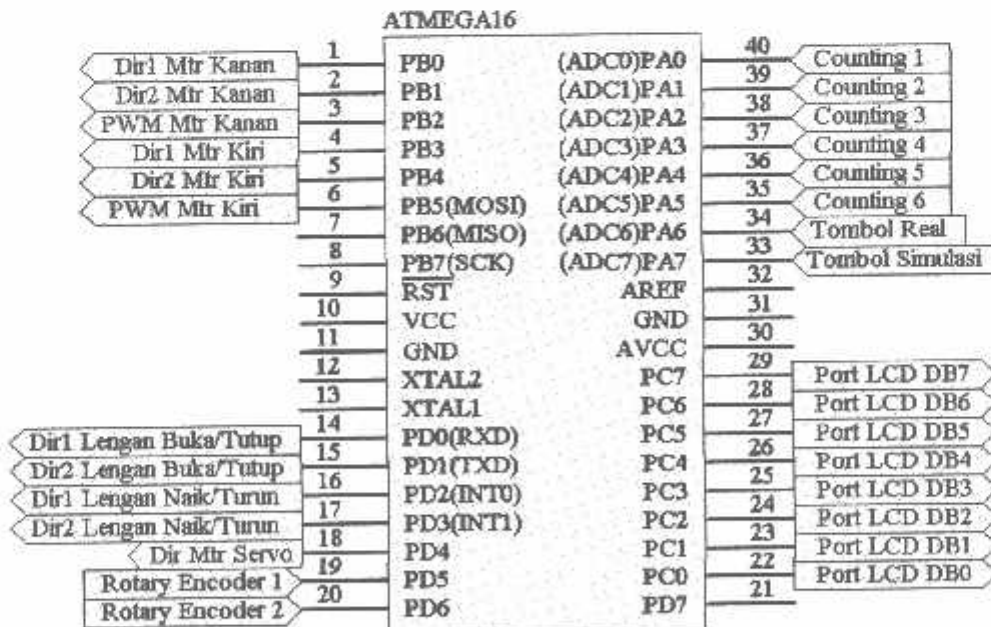 ATMEGA16
Dir1 Mtr Kanan 1 PB0 (ADC0)PA0 40 Counting 1
Dir2 Mtr Kanan 2 PB1 (ADC1)PA1 39 Counting 2
PWM Mtr Kanan 3 PB2 (ADC2)PA2 38 Counting 3
Dir1 Mtr Kiri 4 PB3 (ADC3)PA3 37 Counting 4
Dir2 Mtr Kiri 5 PB4 (ADC4)PA4 36 Counting 5
PWM Mtr Kiri 6 PB5(MOSI) (ADC5)PA5 35 Counting 6
7 PB6(MISO) (ADC6)PA6 34 Tombol Real
8 PB7(SCK) (ADC7)PA7 33 Tombol Simulasi
9 RST AREF 32
10 VCC GND 31
11 GND AVCC 30
12 XTAL2 PC7 29 Port LCD DB7
13 XTAL1 PC6 28 Port LCD DB6
Dir1 Lengan Buka/Tutup 14 PD0(RXD) PC5 27 Port LCD DB5
Dir2 Lengan Buka/Tutup 15 PD1(TXD) PC4 26 Port LCD DB4
Dir1 Lengan Naik/Turun 16 PD2(INT0) PC3 25 Port LCD DB3
Dir2 Lengan Naik/Turun 17 PD3(INT1) PC2 24 Port LCD DB2
Dir Mtr Servo 18 PD4 PC1 23 Port LCD DB1
Rotary Encoder 1 19 PD5 PC0 22 Port LCD DB0
Rotary Encoder 2 20 PD6 PD7 21